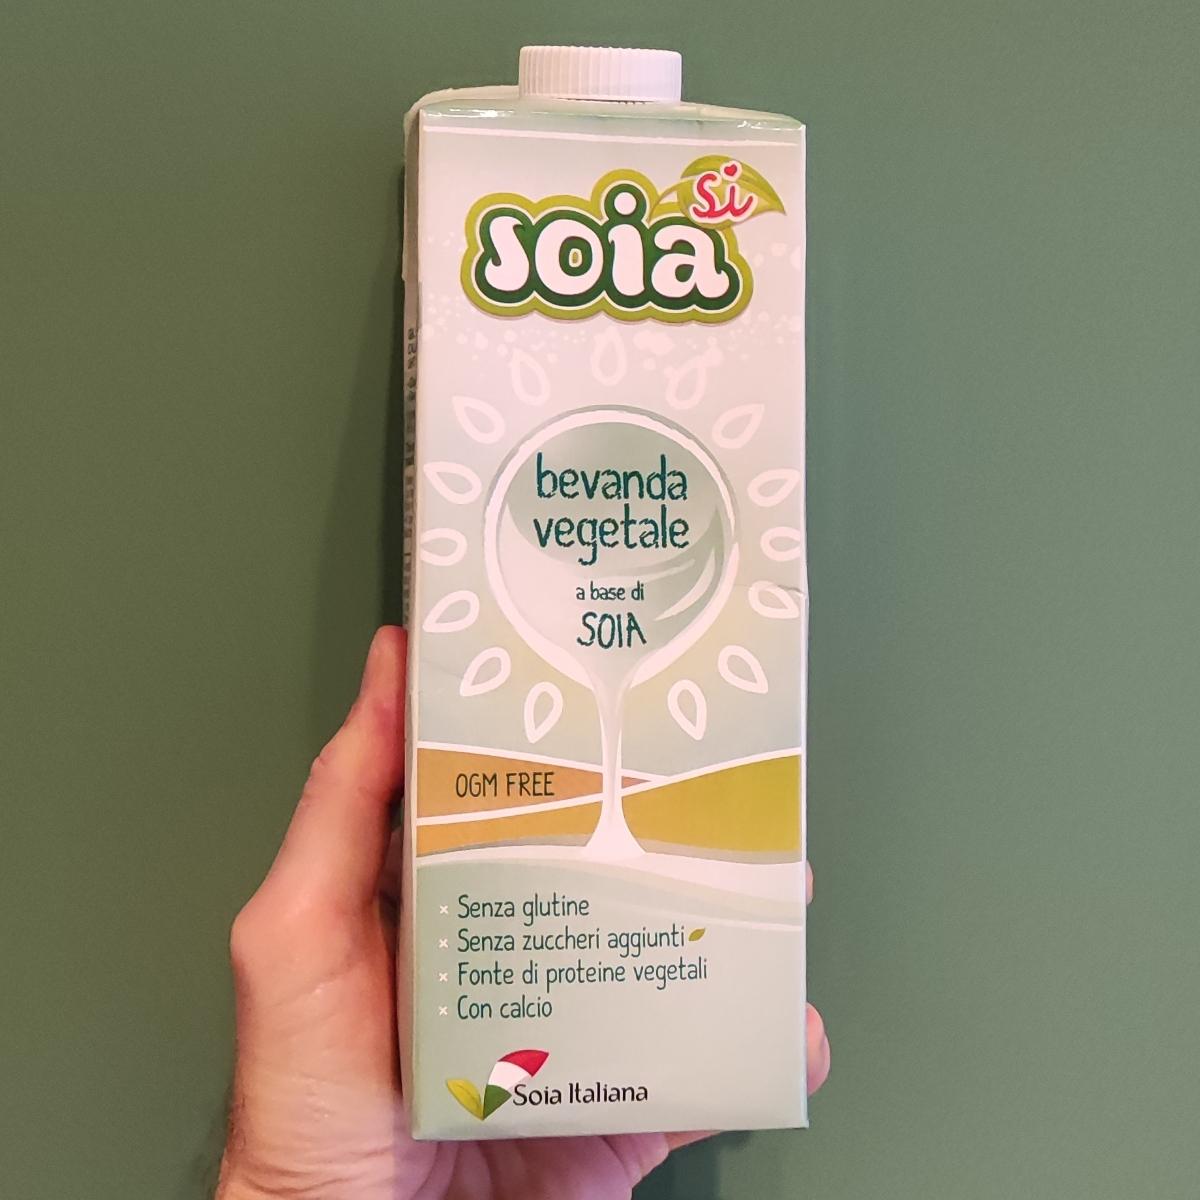 soia
sì
bevanda
vegetale
a base di
SOIA
OGM FREE
Senza glutine
Senza zuccheri aggiunti
Fonte di proteine vegetali
Con calcio
Soia Italiana